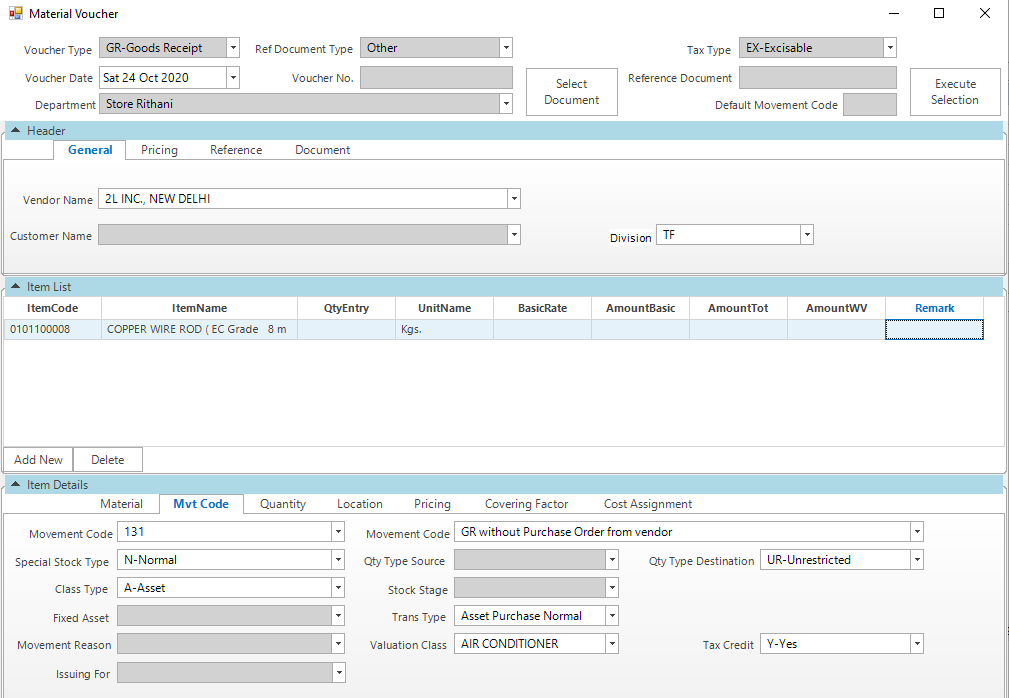 Material Voucher
Voucher Type GR-Goods Receipt Ref Document Type Other Tax Type EX-Excisable
Voucher Date Sat 24 Oct 2020 Voucher No. Select Document Reference Document Execute Selection
Department Store Rithani Default Movement Code
Header
General Pricing Reference Document
Vendor Name 2L INC., NEW DELHI
Customer Name Division TF
Item List
ItemCode ItemName QtyEntry UnitName BasicRate AmountBasic AmountTot AmountWV Remark
0101100008 COPPER WIRE ROD ( EC Grade 8 m Kgs.
Add New Delete
Item Details
Material Mvt Code Quantity Location Pricing Covering Factor Cost Assignment
Movement Code 131 Movement Code GR without Purchase Order from vendor
Special Stock Type N-Normal Qty Type Source Qty Type Destination UR-Unrestricted
Class Type A-Asset Stock Stage
Fixed Asset Trans Type Asset Purchase Normal
Movement Reason Valuation Class AIR CONDITIONER Tax Credit Y-Yes
Issuing For